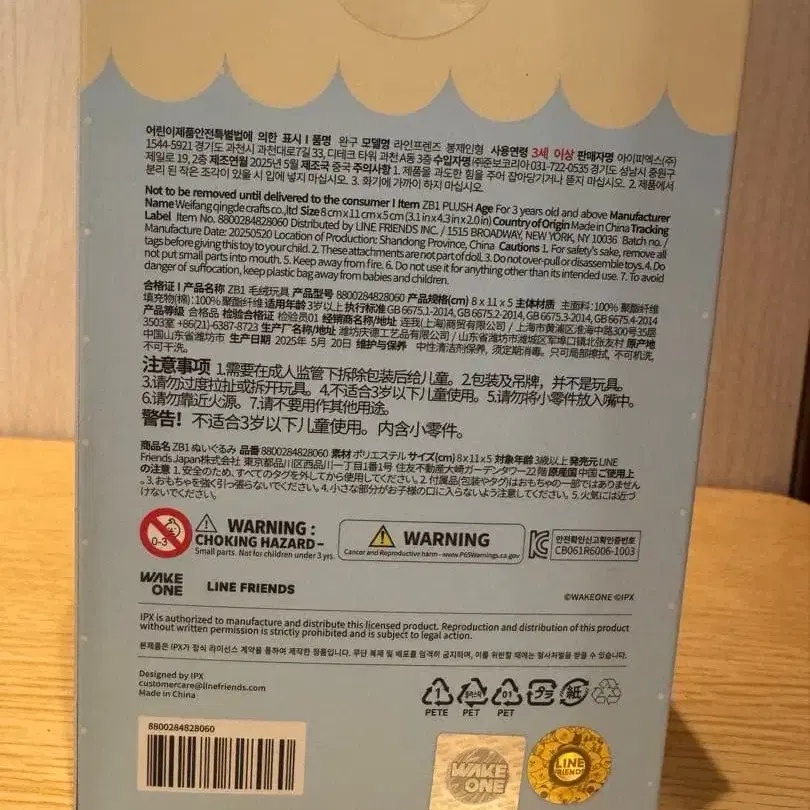 어린이제품안전특별법에 의한 표시 I 품명 완구 모델명 라인프렌즈 봉제인형 사용연령 3세 이상 판매자명 아이피엑스(주)
1544-5921 경기도 과천시 과천대로7길 33, 디테크 타워 과천 A동 3층 수입자명 ㈜준보코리아 031-722-0535 경기도 성남시 중원구
제일로 19, 2층 제조연월 2025년 5월 제조국 중국 주의사항 1. 제품을 과도한 힘을 주어 잡아당기거나 뜯지 마십시오. 2. 제품에서
분리 된 작은 조각이 있을 시 입에 넣지 마십시오. 3. 화기에 가까이 하지 마십시오.
Not to be removed until delivered to the consumer I Item ZB1 PLUSH Age For 3 years old and above Manufacturer
Name Weifang qingde crafts co.,ltd Size 8 cm x 11 cm x 5 cm (3.1 in x 4.3 in x 2.0 in) Country of Origin Made in China Tracking
Label Item No. 8800284828060 Distributed by LINE FRIENDS INC. / 1515 BROADWAY, NEW YORK, NY 10036 Batch no. /
Manufacture Date: 20250520 Location of Production: Shandong Province, China Cautions 1. For safety's sake, remove all
tags before giving this toy to your child. 2. These attachments are not part of doll. 3. Do not over-pull or disassemble toys. 4. Do
not put small parts into mouth. 5. Keep away from fire. 6. Do not use it for anything other than its intended use. 7. To avoid
danger of suffocation, keep plastic bag away from babies and children.
合格证 I 产品名称 ZB1 毛绒玩具 产品型号 8800284828060 产品规格(cm) 8 x 11 x 5 主体材质 主面料:100% 聚酯纤维
填充物(棉):100% 聚酯纤维 适用年龄 3岁以上 执行标准 GB 6675.1-2014, GB 6675.2-2014, GB 6675.3-2014, GB 6675.4-2014
产品等级 合格品 检验合格证 检验员01 经销商名称/地址 连我(上海)商贸有限公司 / 上海市黄浦区淮海中路300号35层
3503室 +86(21)-6387-8723 生产厂名称/地址 潍坊庆德工艺品有限公司 / 山东省潍坊市潍城区军埠口镇北张友村 原产地
中国山东省潍坊市 生产日期 2025年 5月 20日 维护与保养 中性清洁剂保养, 须定期消毒。只可局部擦拭, 不可机洗,
不可干洗。
注意事项 1.需要在成人监管下拆除包装后给儿童。2.包装及吊牌，并不是玩具。
3.请勿过度拉扯或拆开玩具。4.不适合3岁以下儿童使用。5.请勿将小零件放入嘴中。
6.请勿靠近火源。7.请不要用作其他用途。
警告! 不适合3岁以下儿童使用。内含小零件。
商品名 ZB1 ぬいぐるみ 品番 8800284828060 素材 ポリエステル サイズ(cm) 8 x 11 x 5 対象年齢 3歳以上 発売元 LINE
Friends Japan株式会社 東京都品川区西品川一丁目1番1号 住友不動産大崎ガーデンタワー22 階 原産国 中国 ご使用上
の注意 1. 安全のため、すべてのタグを外してから使用してください。2. 付属品(包装やタグ)はおもちゃの一部ではありません
。3. おもちゃを強く引っ張らないでください。4. 小さな部分がお子様の口に入らないよう注意してください。5. 火気には近づ
けないでください。
0-3
WARNING :
CHOKING HAZARD–
Small parts. Not for children under 3 yrs.
WARNING
Cancer and Reproductive harm - www.P65Warnings.ca.gov
안전확인신고확인증번호
CB061R6006-1003
WAKE
ONE
LINE FRIENDS
©WAKEONE ©IPX
IPX is authorized to manufacture and distribute this licensed product. Reproduction and distribution of this product
without written permission is strictly prohibited and is subject to legal action.
본제품은 IPX가 정식 라이선스 계약을 통하여 제작한 정품입니다. 무단 복제 및 배포를 엄격히 금지하며, 이를 위반할 때에는 형사처벌을 받을 수 있습니다.
Designed by IPX
customercare@linefriends.com
Made in China
1
PETE
PET
01
PET
プラ
紙
8800284828060
WAKE
ONE
LINE
FRIENDS